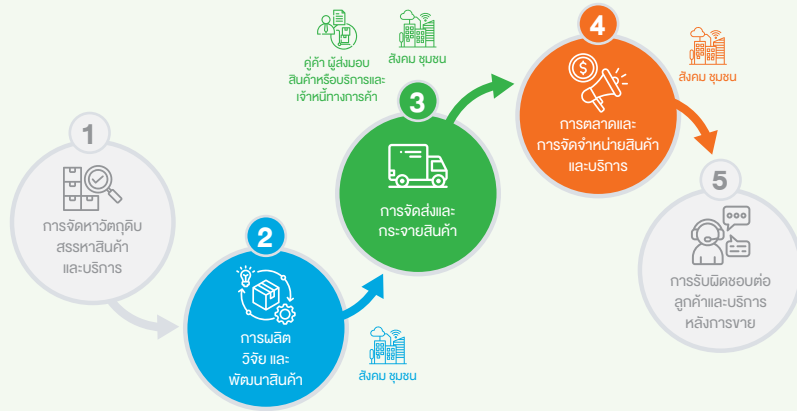 1
การจัดหาวัตถุดิบ
สรรหาสินค้า
และบริการ
2
การผลิต
วิจัย และ
พัฒนาสินค้า
สังคม ชุมชน
คู่ค้า ผู้ส่งมอบ
สินค้าหรือบริการและ
เจ้าหนี้ทางการค้า
สังคม ชุมชน
3
การจัดส่งและ
กระจายสินค้า
4
การตลาดและ
การจัดจำหน่ายสินค้า
และบริการ
สังคม ชุมชน
5
การรับผิดชอบต่อ
ลูกค้าและบริการ
หลังการขาย